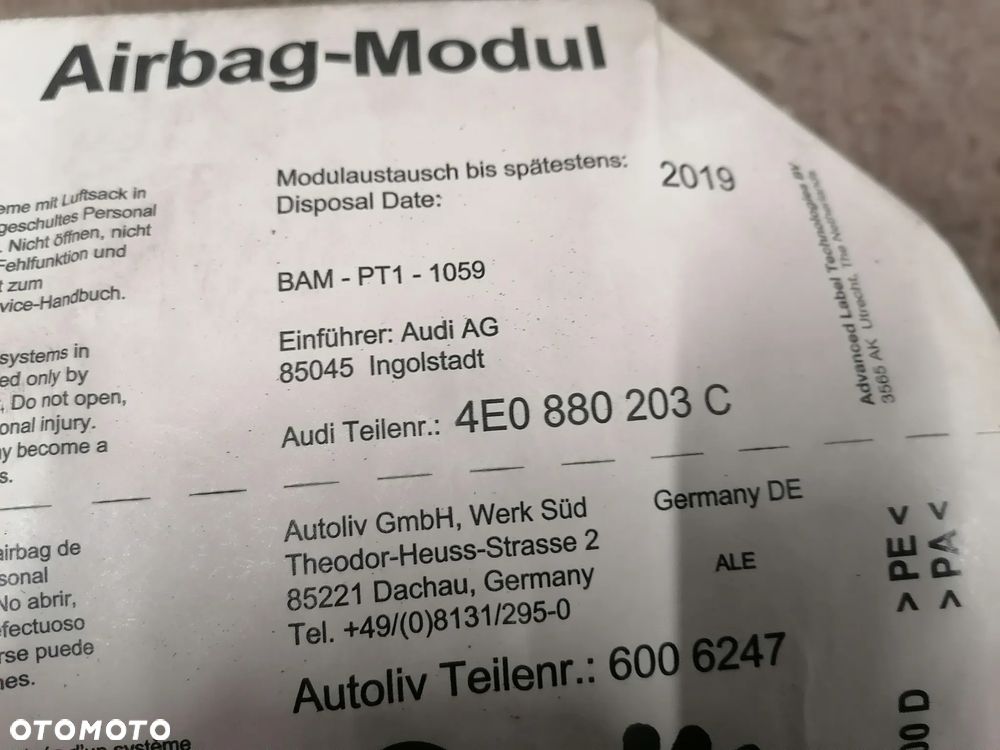 Airbag-Modul
eme mit Luftsack in
geschultes Personal
. Nicht öffnen, nicht
Fehlfunktion und
t zum
vice-Handbuch.
Modulaustausch bis spätestens: 2019
Disposal Date:
BAM - PT1 - 1059
Einführer: Audi AG
85045 Ingolstadt
Audi Teilenr.: 4E0 880 203 C
Advanced Label Technologies BV
3565 AK Utrecht, The Netherlands
systems in
ed only by
. Do not open,
onal injury.
ay become a
s.
airbag de
sonal
No abrir,
efectuoso
rse puede
nes.
Autoliv GmbH, Werk Süd
Theodor-Heuss-Strasse 2
85221 Dachau, Germany
Tel. +49/(0)8131/295-0
Germany DE
ALE
> PE <
> PA <
Autoliv Teilenr.: 600 6247
00 D
d'un système
OTOMOTO